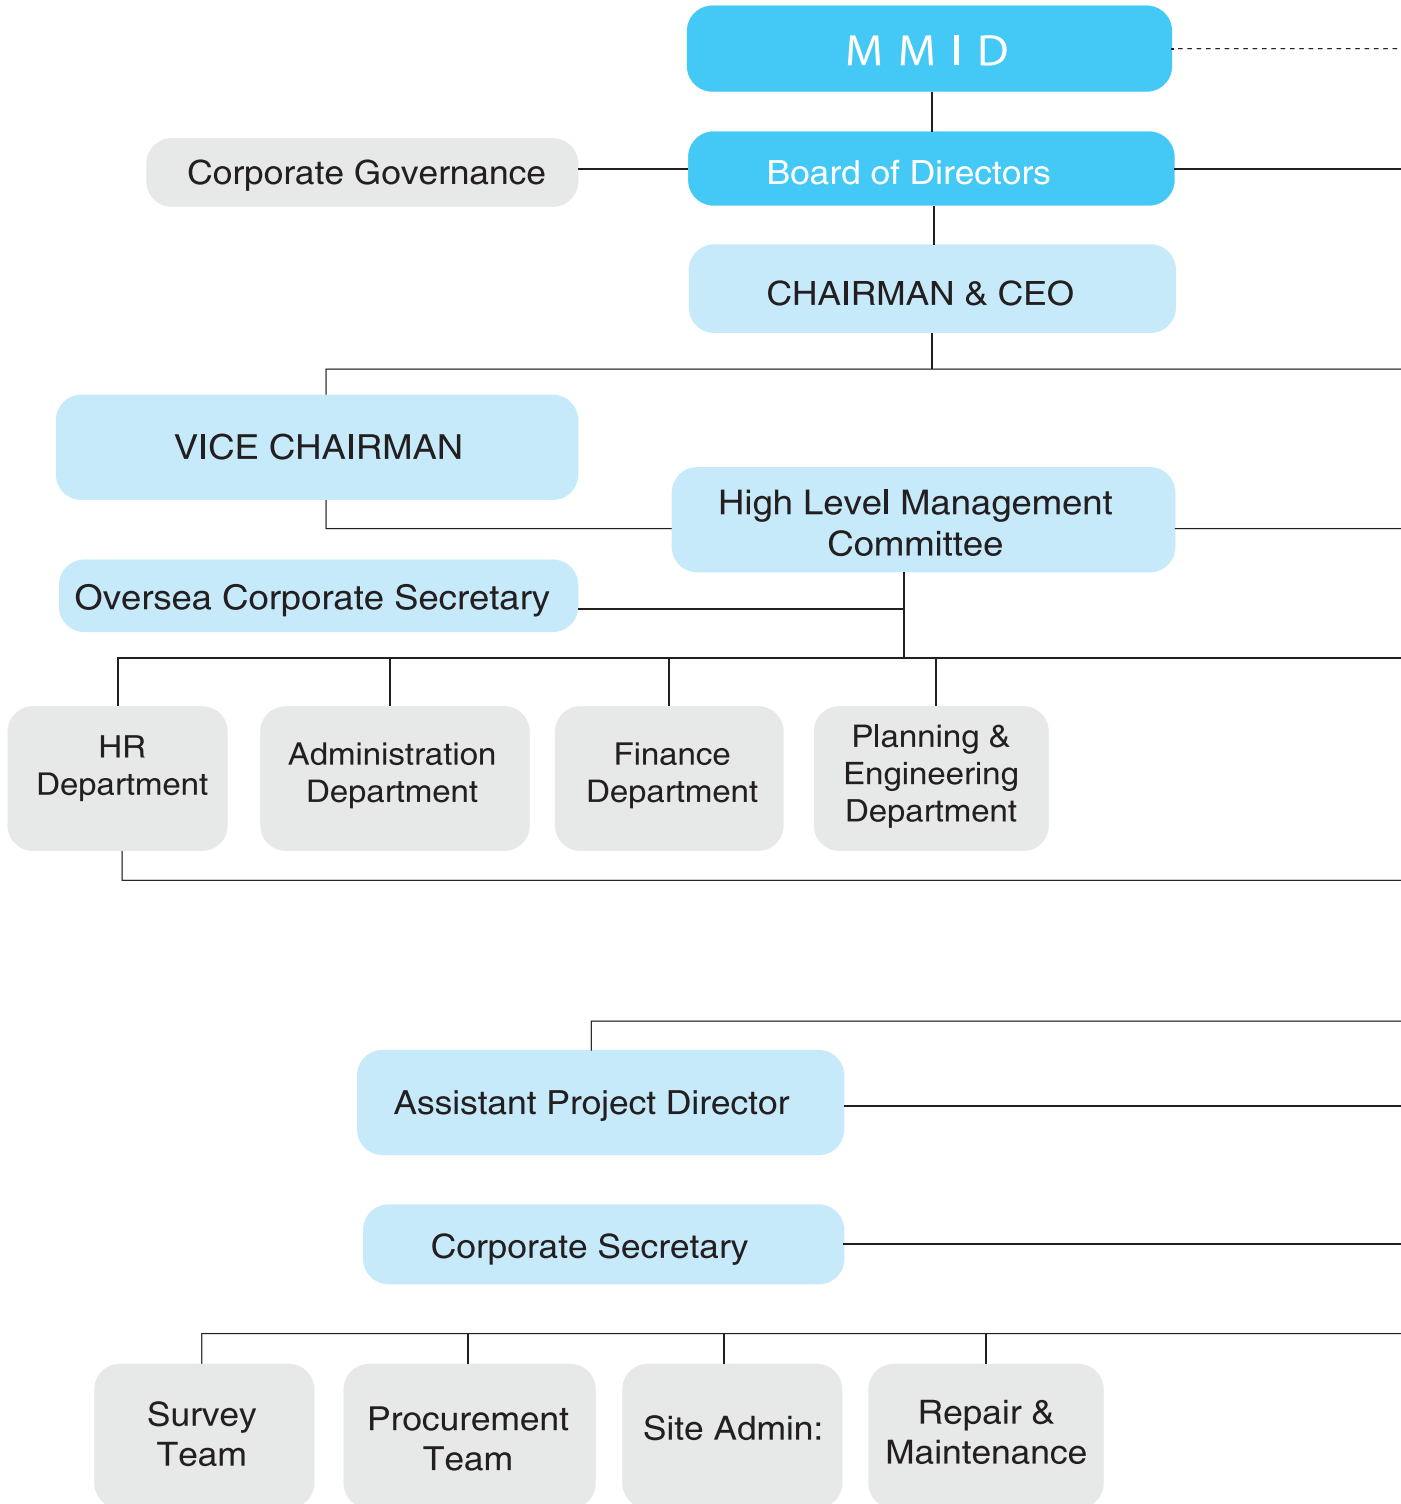 M M I D
Corporate Governance
Board of Directors
CHAIRMAN & CEO
VICE CHAIRMAN
High Level Management
Committee
Oversea Corporate Secretary
HR
Department
Administration
Department
Finance
Department
Planning &
Engineering
Department
Assistant Project Director
Corporate Secretary
Survey
Team
Procurement
Team
Site Admin:
Repair &
Maintenance